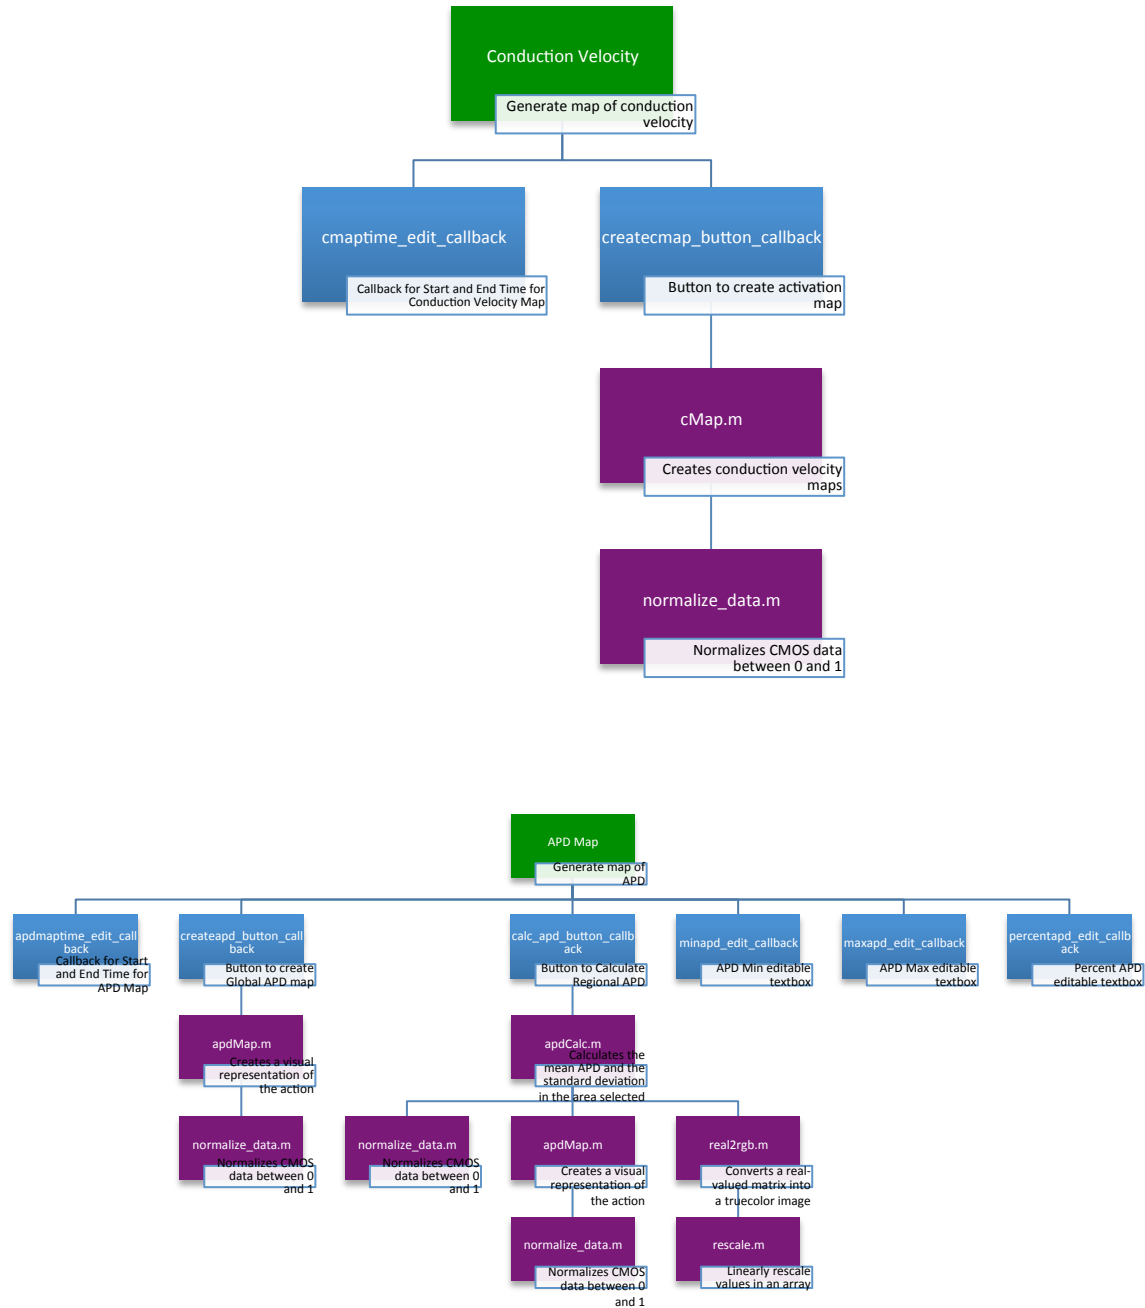 Conduction Velocity
Generate map of conduction
velocity
cmaptime_edit_callback
Callback for Start and End Time for
Conduction Velocity Map
createcmap_button_callback
Button to create activation
map
cMap.m
Creates conduction velocity
maps
normalize_data.m
Normalizes CMOS data
between 0 and 1
APD Map
Generate map of
APD
apdmaptime_edit_call
back
Callback for Start
and End Time for
APD Map
createapd_button_call
back
Button to create
Global APD map
calc_apd_button_callb
ack
Button to Calculate
Regional APD
minapd_edit_callback
APD Min editable
textbox
maxapd_edit_callback
APD Max editable
textbox
percentapd_edit_callb
ack
Percent APD
editable textbox
apdMap.m
Creates a visual
representation of
the action
apdCalc.m
Calculates the
mean APD and the
standard deviation
in the area selected
normalize_data.m
Normalizes CMOS
data between 0
and 1
normalize_data.m
Normalizes CMOS
data between 0
and 1
apdMap.m
Creates a visual
representation of
the action
real2rgb.m
Converts a real-
valued matrix into
a truecolor image
normalize_data.m
Normalizes CMOS
data between 0
and 1
rescale.m
Linearly rescale
values in an array